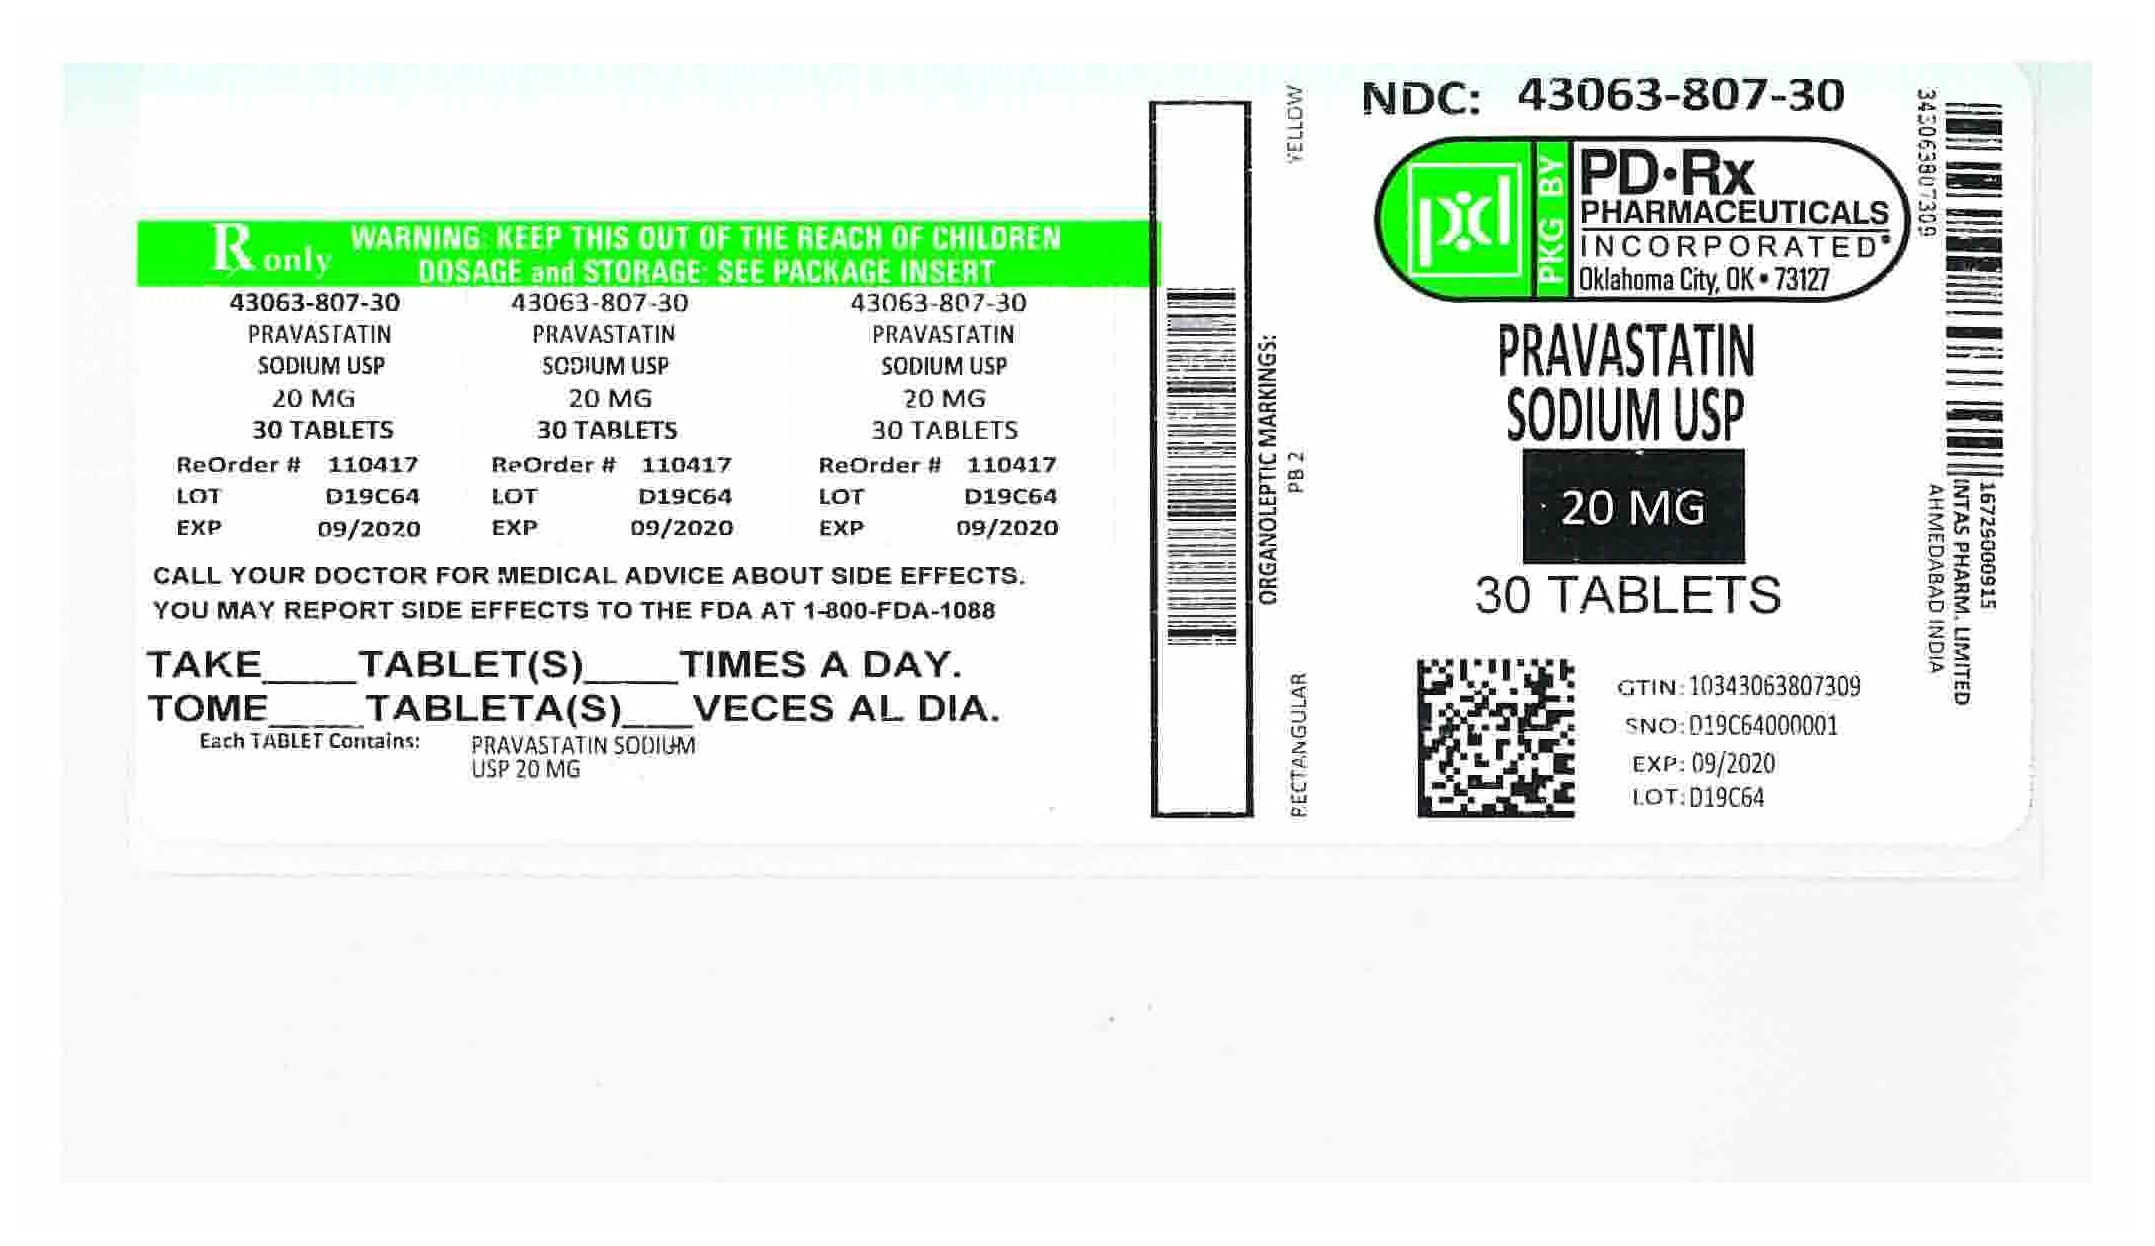 Rx only
WARNING: KEEP THIS OUT OF THE REACH OF CHILDREN
DOSAGE and STORAGE: SEE PACKAGE INSERT
43063-807-30
PRAVASTATIN
SODIUM USP
20 MG
30 TABLETS
ReOrder # 110417
LOT D19C64
EXP 09/2020
43063-807-30
PRAVASTATIN
SODIUM USP
20 MG
30 TABLETS
ReOrder # 110417
LOT D19C64
EXP 09/2020
43063-807-30
PRAVASTATIN
SODIUM USP
20 MG
30 TABLETS
ReOrder # 110417
LOT D19C64
EXP 09/2020
CALL YOUR DOCTOR FOR MEDICAL ADVICE ABOUT SIDE EFFECTS.
YOU MAY REPORT SIDE EFFECTS TO THE FDA AT 1-800-FDA-1088
TAKE____TABLET(S)____TIMES A DAY.
TOME____TABLETA(S)___VECES AL DIA.
Each TABLET Contains: PRAVASTATIN SODIUM
USP 20 MG
ORGANOLEPTIC MARKINGS:
RECTANGULAR PB 2 YELLOW
NDC: 43063-807-30
pd
PKG BY
PD•Rx
PHARMACEUTICALS
INCORPORATED®
Oklahoma City, OK • 73127
PRAVASTATIN
SODIUM USP
20 MG
30 TABLETS
GTIN: 10343063807309
SNO: D19C64000001
EXP: 09/2020
LOT: D19C64
343063807309
16729000915
INTAS PHARM. LIMITED
AHMEDABAD INDIA